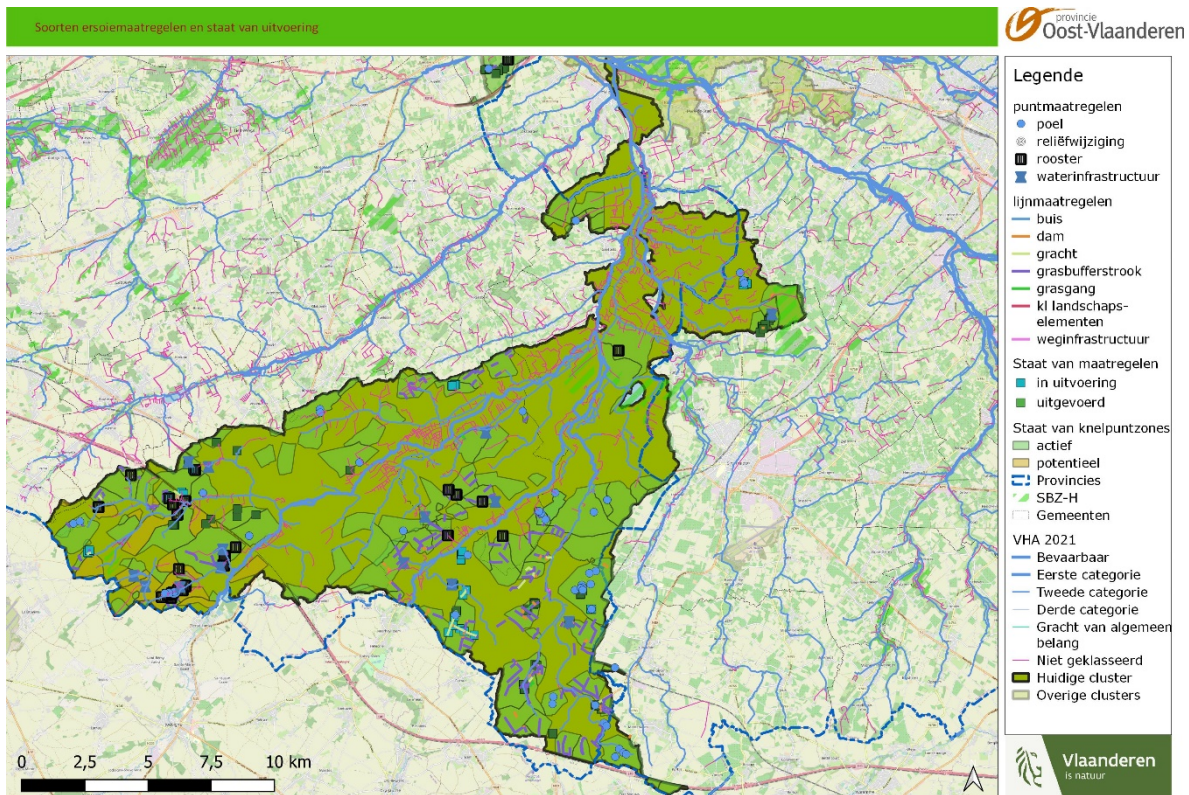 Soorten ersoiemaatregelen en staat van uitvoering
provincie
Oost-Vlaanderen
Legende
puntmaatregelen
poel
reliëfwijziging
rooster
waterinfrastructuur
lijnmaatregelen
buis
dam
gracht
grasbufferstrook
grasgang
kl landschaps-
elementen
weginfrastructuur
Staat van maatregelen
in uitvoering
uitgevoerd
Staat van knelpuntzones
actief
potentieel
Provincies
SBZ-H
Gemeenten
VHA 2021
Bevaarbaar
Eerste categorie
Tweede categorie
Derde categorie
Gracht van algemeen
belang
Niet geklasseerd
Huidige cluster
Overige clusters
0 2,5 5 7,5 10 km
Vlaanderen
is natuur